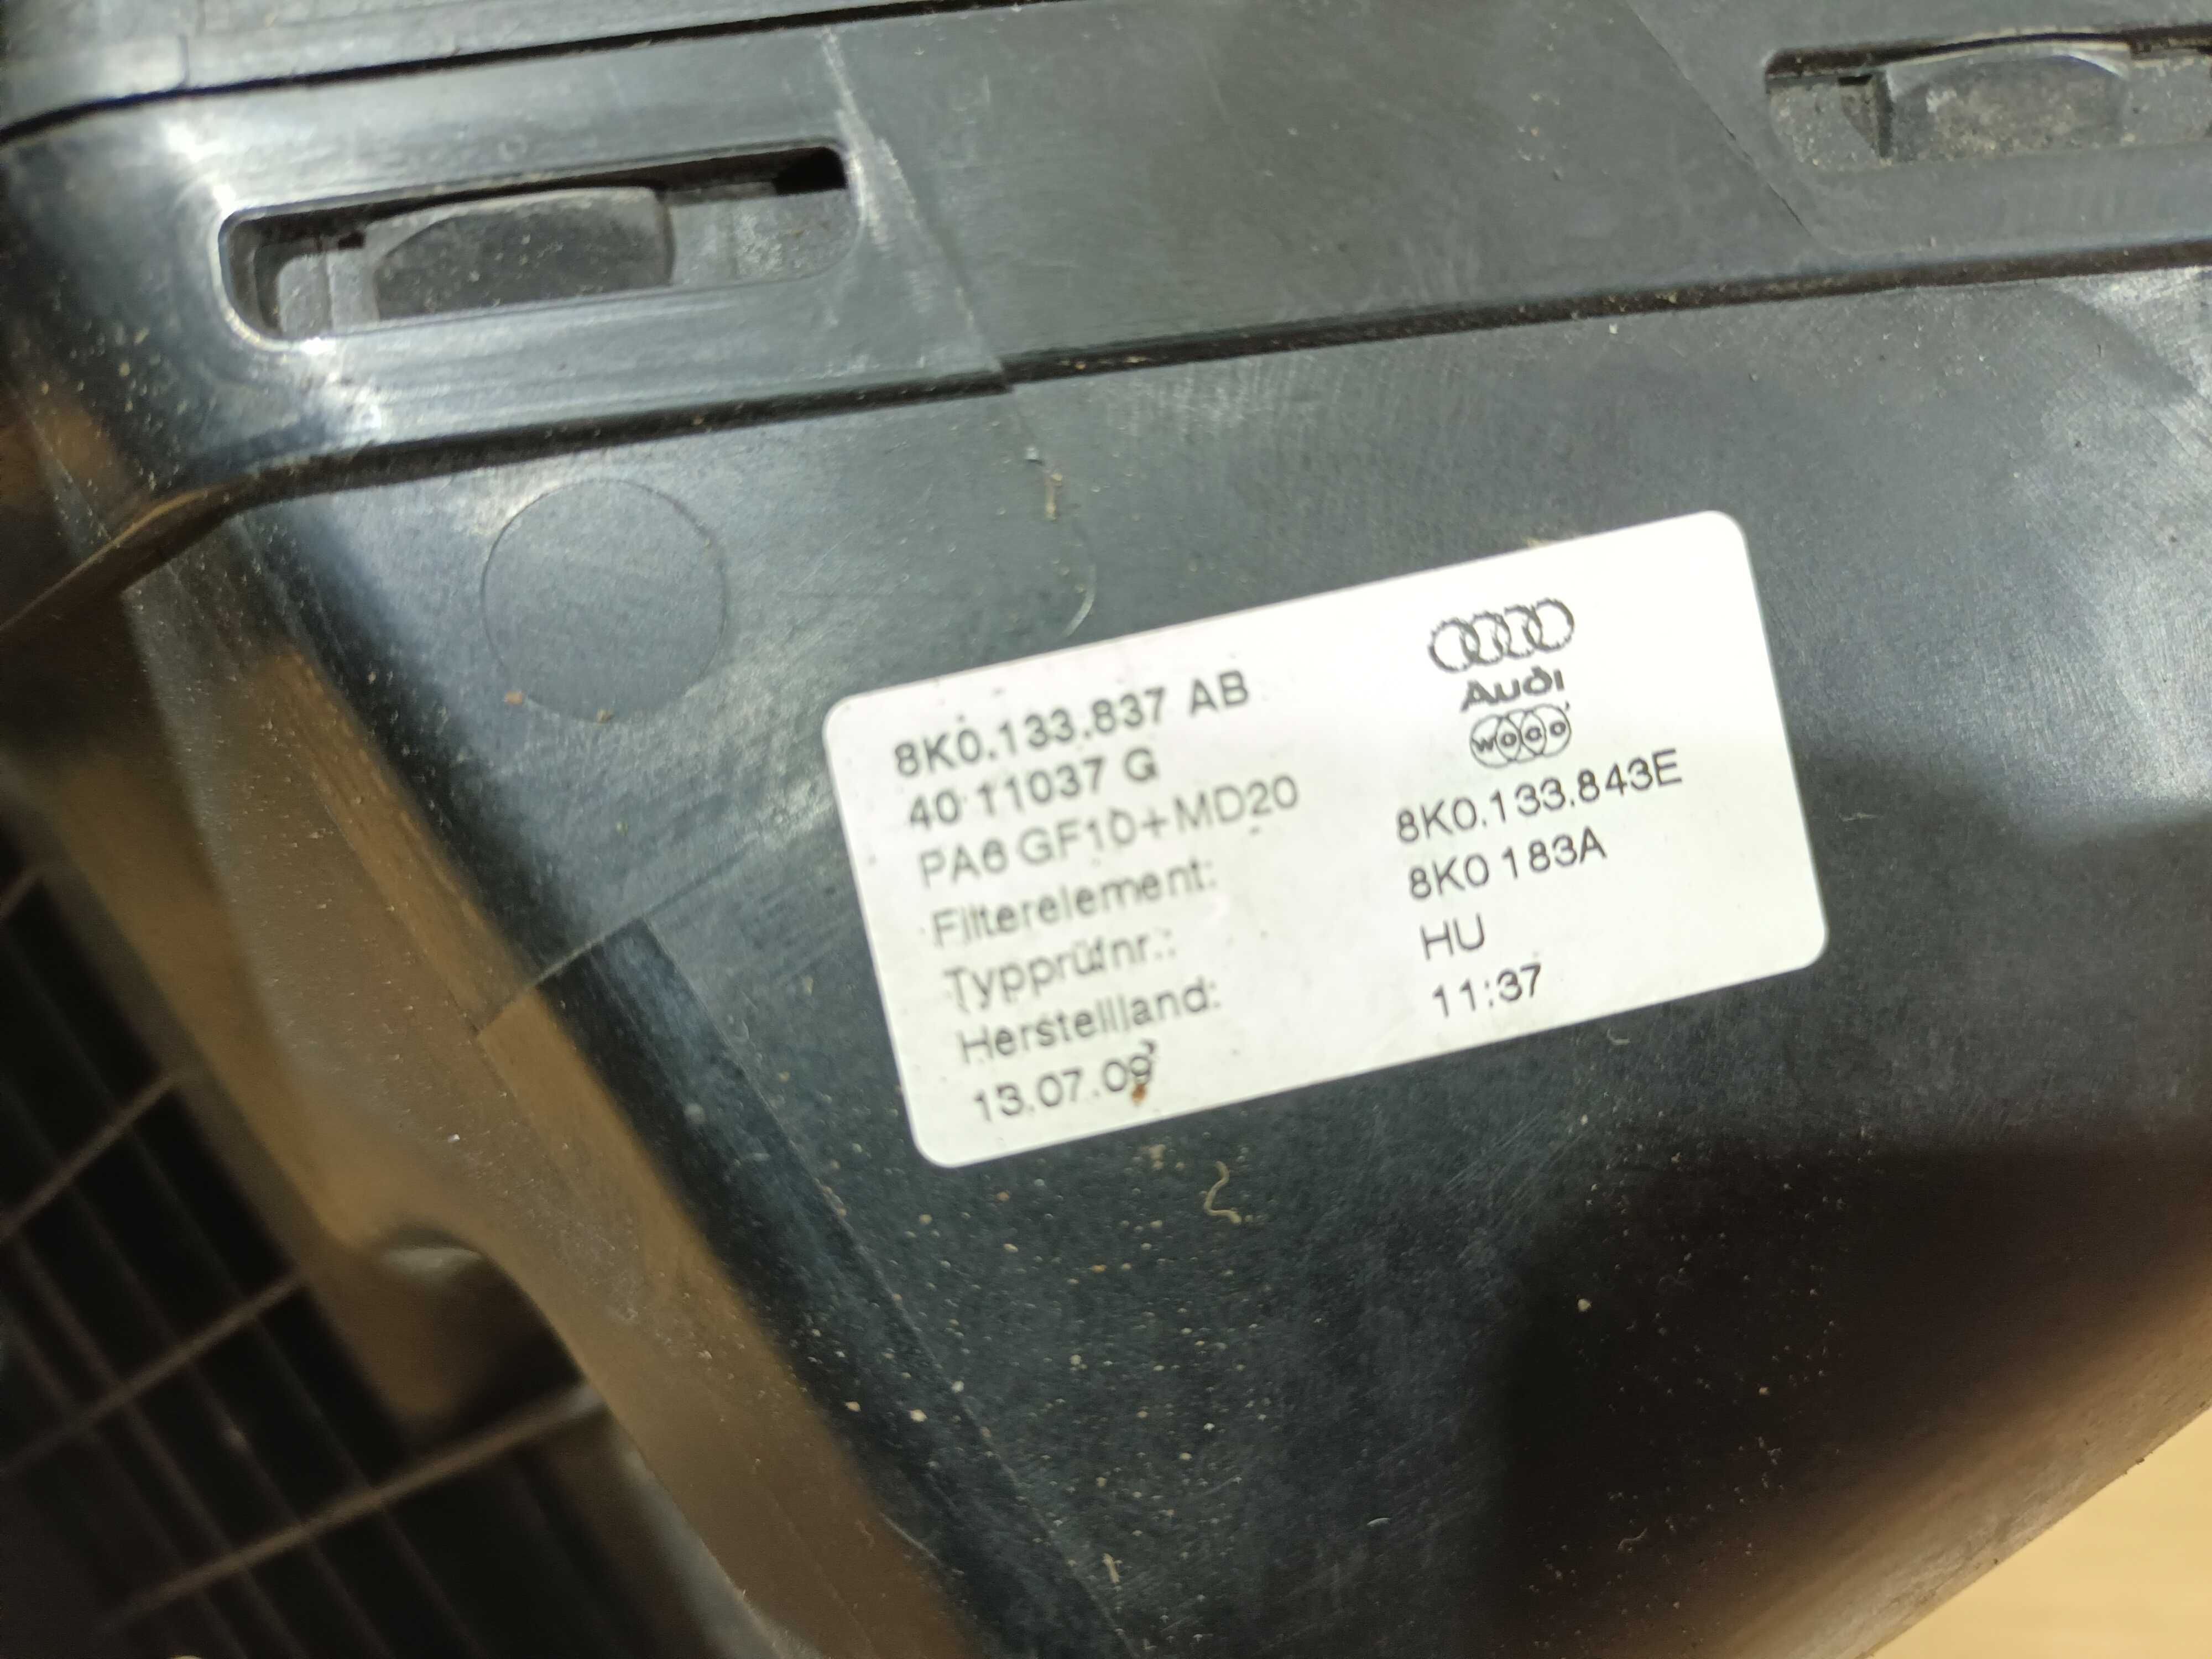 8K0.133.837 AB
40 11037 G
PA6 GF10+MD20
Filterelement:
Typprüfnr.:
Herstellland:
13.07.09
Audi
woco
8K0.133.843E
8K0 183A
HU
11:37